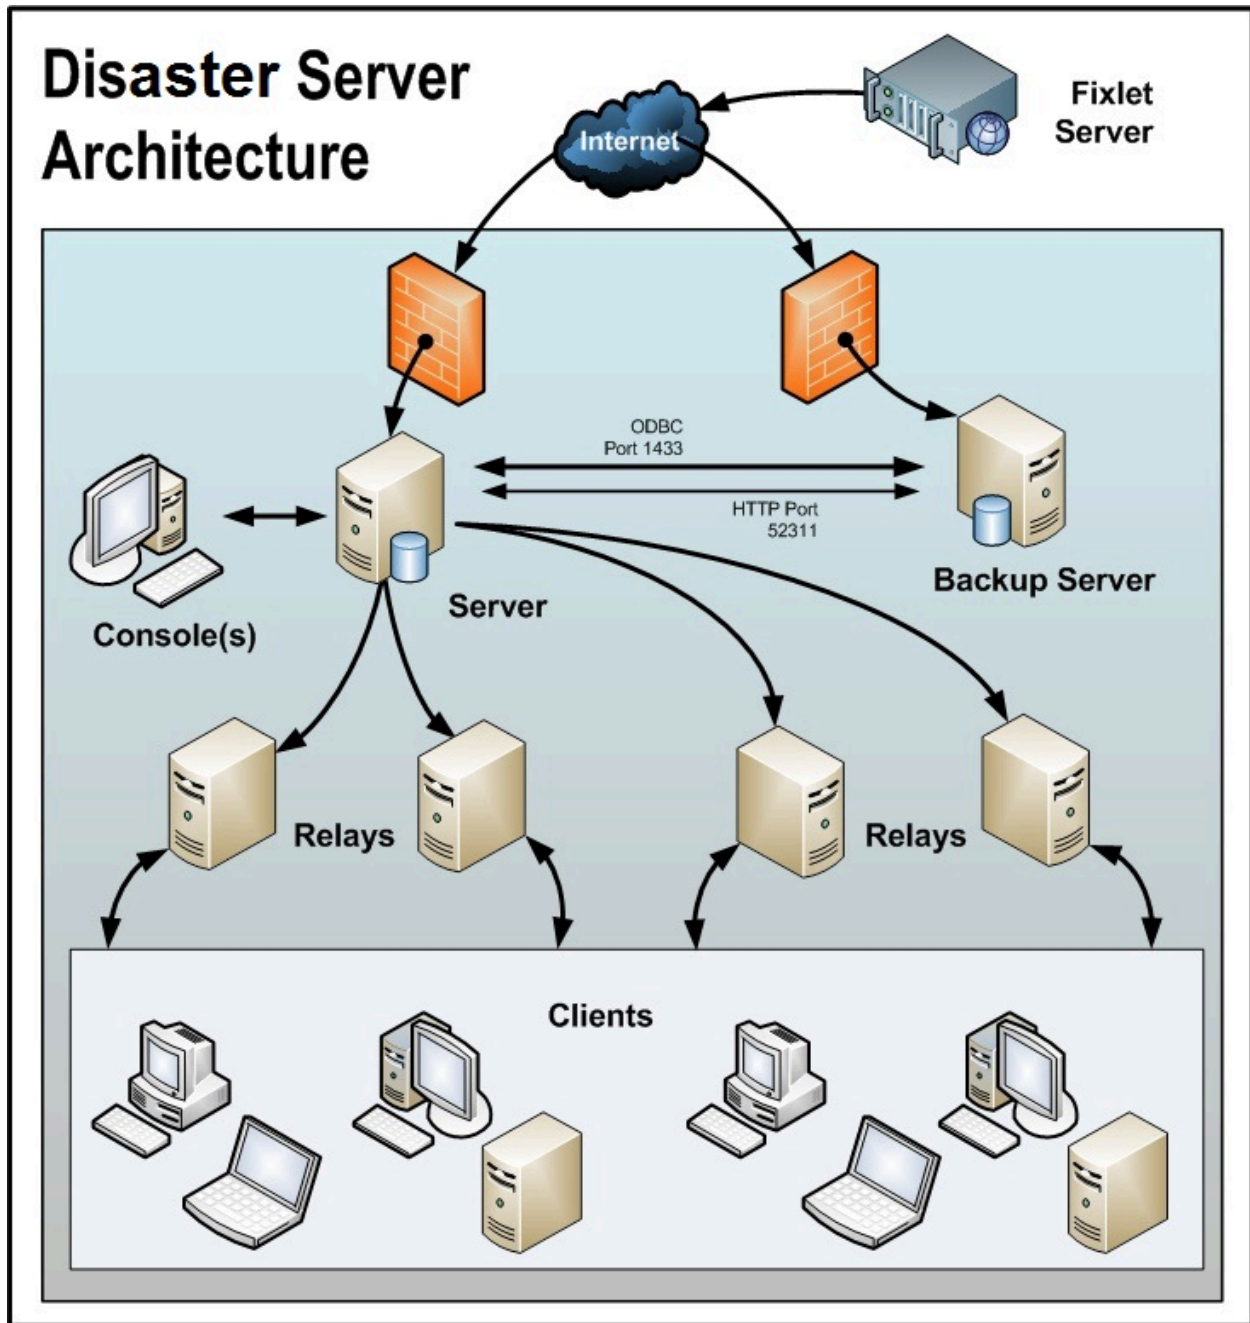 Disaster Server
Architecture
Internet
Fixlet
Server
ODBC
Port 1433
HTTP Port
52311
Backup Server
Server
Console(s)
Relays
Relays
Clients